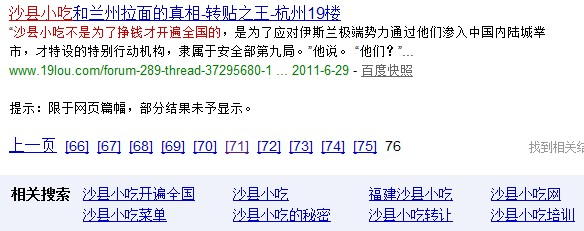 沙县小吃和兰州拉面的真相-转贴之王-杭州19楼
“沙县小吃不是为了挣钱才开遍全国的，是为了应对伊斯兰极端势力通过他们渗入中国内陆城举
市，才特设的特别行动机构，隶属于安全部第九局。”他说。 “他们？”...
www.19lou.com/forum-289-thread-37295680-1 ... 2011-6-29 - 百度快照
提示：限于网页篇幅，部分结果未予显示。
上一页 [66] [67] [68] [69] [70] [71] [72] [73] [74] [75] 76 找到相关结
相关搜索 沙县小吃开遍全国 沙县小吃 福建沙县小吃 沙县小吃网
沙县小吃菜单 沙县小吃的秘密 沙县小吃转让 沙县小吃培训